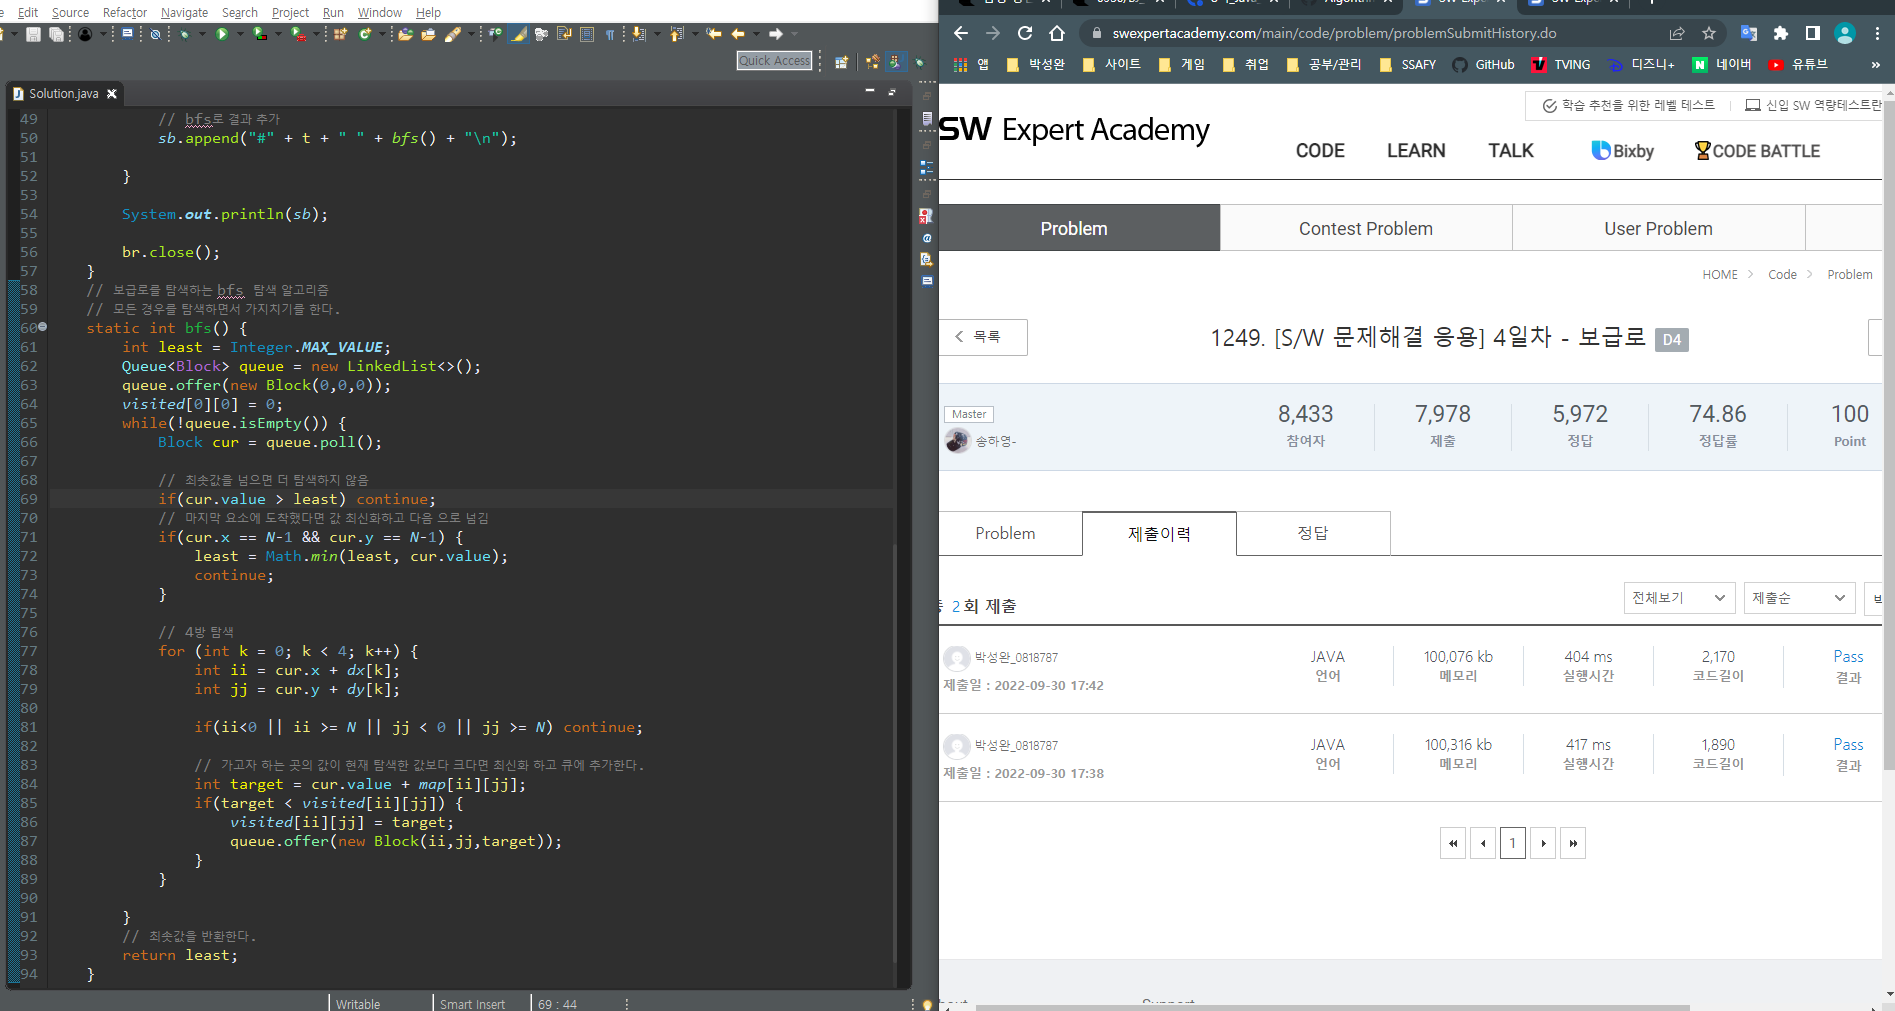 Edit Source Refactor Navigate Search Project Run Window Help
Quick Access
Solution.java
49 // bfs로 결과 추가
50 sb.append("#" + t + " " + bfs() + "\n");
51
52 }
53
54 System.out.println(sb);
55
56 br.close();
57 }
58 // 보급로를 탐색하는 bfs 탐색 알고리즘
59 // 모든 경우를 탐색하면서 가지치기를 한다.
60 static int bfs() {
61 int least = Integer.MAX_VALUE;
62 Queue<Block> queue = new LinkedList<>();
63 queue.offer(new Block(0,0,0));
64 visited[0][0] = 0;
65 while(!queue.isEmpty()) {
66 Block cur = queue.poll();
67
68 // 최솟값을 넘으면 더 탐색하지 않음
69 if(cur.value > least) continue;
70 // 마지막 요소에 도착했다면 값 최신화하고 다음 으로 넘김
71 if(cur.x == N-1 && cur.y == N-1) {
72 least = Math.min(least, cur.value);
73 continue;
74 }
75
76 // 4방 탐색
77 for (int k = 0; k < 4; k++) {
78 int ii = cur.x + dx[k];
79 int jj = cur.y + dy[k];
80
81 if(ii<0 || ii >= N || jj < 0 || jj >= N) continue;
82
83 // 가고자 하는 곳의 값이 현재 탐색한 값보다 크다면 최신화 하고 큐에 추가한다.
84 int target = cur.value + map[ii][jj];
85 if(target < visited[ii][jj]) {
86 visited[ii][jj] = target;
87 queue.offer(new Block(ii,jj,target));
88 }
89 }
90
91 }
92 // 최솟값을 반환한다.
93 return least;
94 }
Writable Smart Insert 69 : 44
swexpertacademy.com/main/code/problem/problemSubmitHistory.do
앱 박성완 사이트 게임 취업 공부/관리 SSAFY GitHub TVING 디즈니+ 네이버 유튜브 »
학습 추천을 위한 레벨 테스트 신입 SW 역량테스트란
SW Expert Academy
CODE LEARN TALK Bixby CODE BATTLE
Problem Contest Problem User Problem
HOME > Code > Problem
< 목록
1249. [S/W 문제해결 응용] 4일차 - 보급로 D4
Master
송하영-
8,433 7,978 5,972 74.86 100
참여자 제출 정답 정답률 Point
Problem 제출이력 정답
2회 제출
전체보기 제출순
박성완_0818787 JAVA 100,076 kb 404 ms 2,170 Pass
제출일 : 2022-09-30 17:42 언어 메모리 실행시간 코드길이 결과
박성완_0818787 JAVA 100,316 kb 417 ms 1,890 Pass
제출일 : 2022-09-30 17:38 언어 메모리 실행시간 코드길이 결과
1